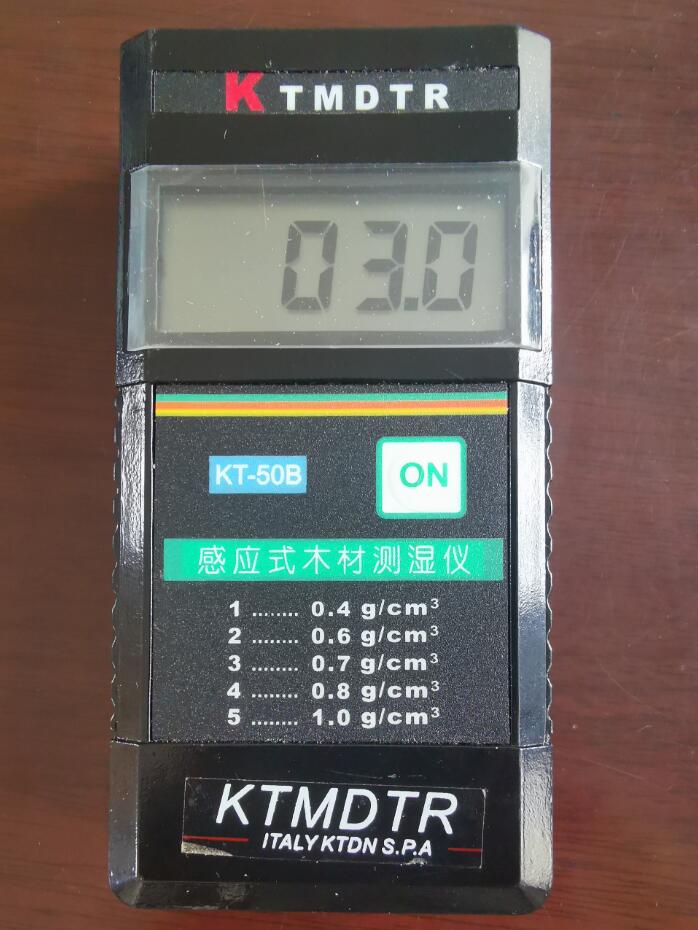 KTMDTR
03.0
KT-50B
ON
感应式木材测湿仪
1 ........ 0.4 g/cm³
2 ........ 0.6 g/cm³
3 ........ 0.7 g/cm³
4 ........ 0.8 g/cm³
5 ........ 1.0 g/cm³
KTMDTR
ITALY KTDN S.P.A